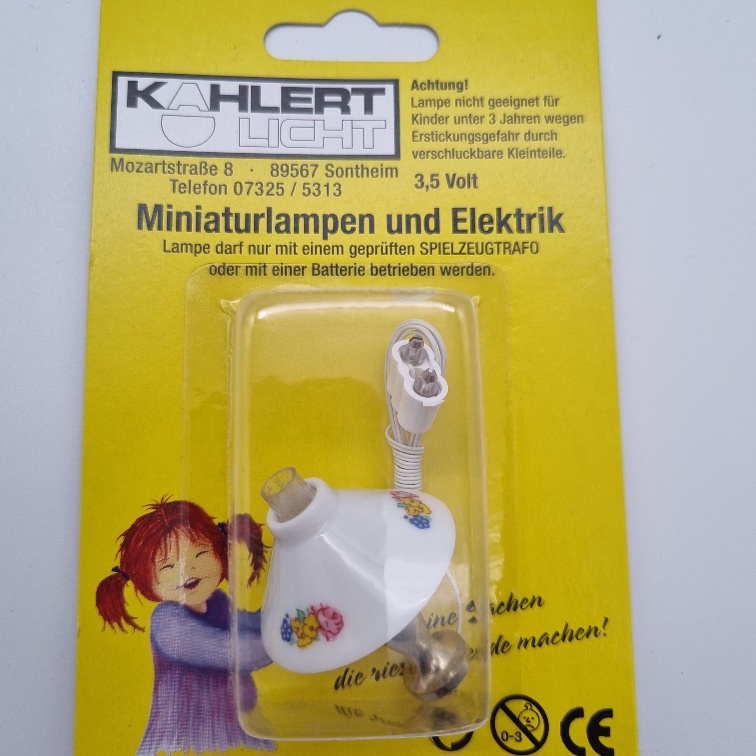 KAHLERT
LICHT
Mozartstraße 8 · 89567 Sontheim
Telefon 07325 / 5313
Achtung!
Lampe nicht geeignet für
Kinder unter 3 Jahren wegen
Erstickungsgefahr durch
verschluckbare Kleinteile.
3,5 Volt
Miniaturlampen und Elektrik
Lampe darf nur mit einem geprüften SPIELZEUGTRAFO
oder mit einer Batterie betrieben werden.
die machen!
0-3
CE